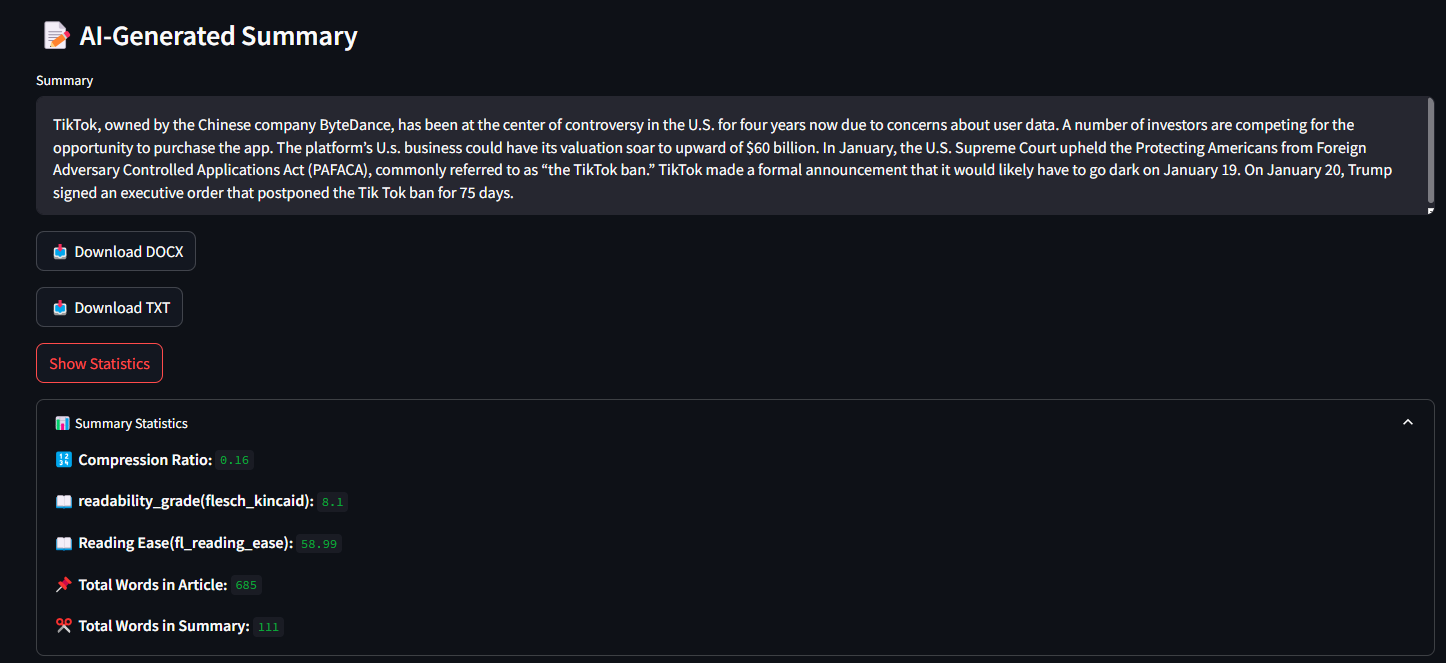 📝 AI-Generated Summary
Summary
TikTok, owned by the Chinese company ByteDance, has been at the center of controversy in the U.S. for four years now due to concerns about user data. A number of investors are competing for the
opportunity to purchase the app. The platform’s U.s. business could have its valuation soar to upward of $60 billion. In January, the U.S. Supreme Court upheld the Protecting Americans from Foreign
Adversary Controlled Applications Act (PAFACA), commonly referred to as “the TikTok ban.” TikTok made a formal announcement that it would likely have to go dark on January 19. On January 20, Trump
signed an executive order that postponed the Tik Tok ban for 75 days.
📥 Download DOCX
📥 Download TXT
Show Statistics
📊 Summary Statistics
🔢 Compression Ratio: 0.16
📖 readability_grade(flesch_kincaid): 8.1
📖 Reading Ease(fl_reading_ease): 58.99
📌 Total Words in Article: 685
✂️ Total Words in Summary: 111